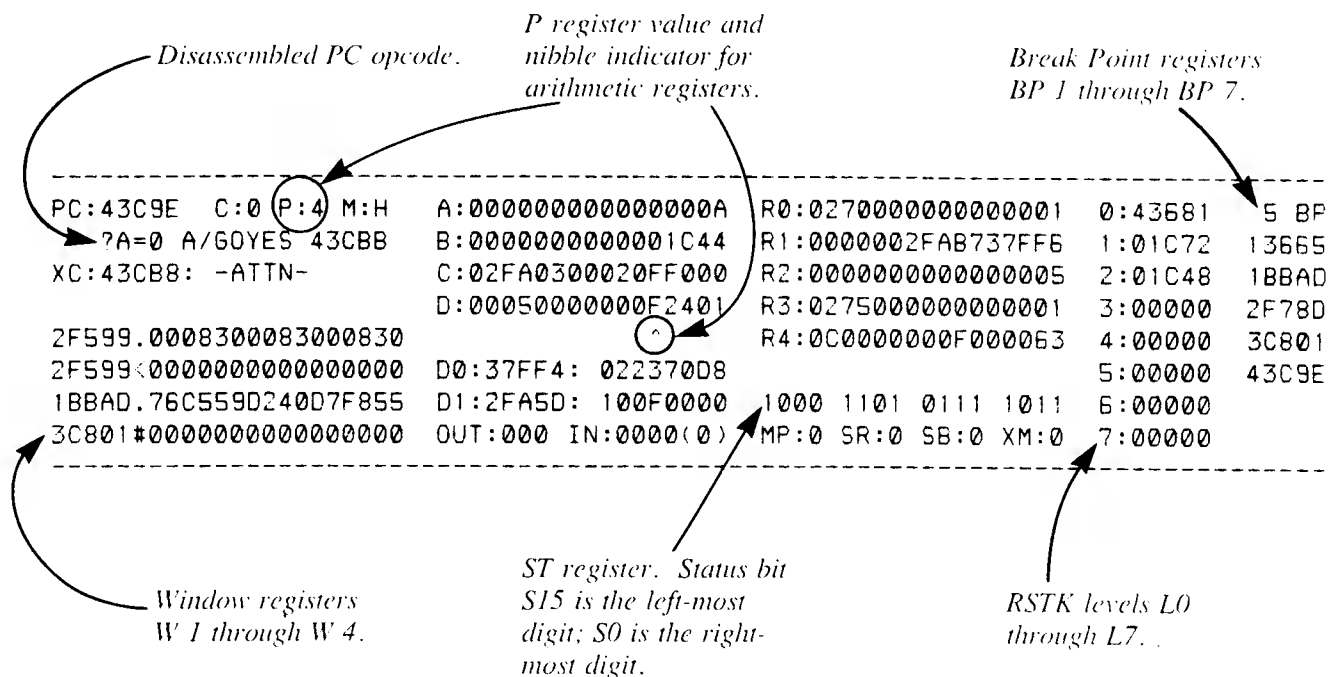 Disassembled PC opcode.
P register value and
nibble indicator for
arithmetic registers.
Break Point registers
BP 1 through BP 7.
PC:43C9E C:0 P:4 M:H A:000000000000000A R0:0270000000000001 0:43681 5 BP
?A=0 A/GOYES 43CBB B:0000000000001C44 R1:0000002FAB737FF6 1:01C72 13665
XC:43CB8: -ATTN- C:02FA0300020FF000 R2:0000000000000005 2:01C48 1BBAD
D:00050000000F2401 R3:0275000000000001 3:00000 2F78D
2F599.0008300083000830 ^ R4:0C0000000F000063 4:00000 3C801
2F599<0000000000000000 D0:37FF4: 022370D8 5:00000 43C9E
1BBAD.76C559D240D7F855 D1:2FA5D: 100F0000 1000 1101 0111 1011 6:00000
3C801#0000000000000000 OUT:000 IN:0000(0) MP:0 SR:0 SB:0 XM:0 7:00000
Window registers
W 1 through W 4.
ST register. Status bit
S15 is the left-most
digit; S0 is the right-
most digit.
RSTK levels L0
through L7.